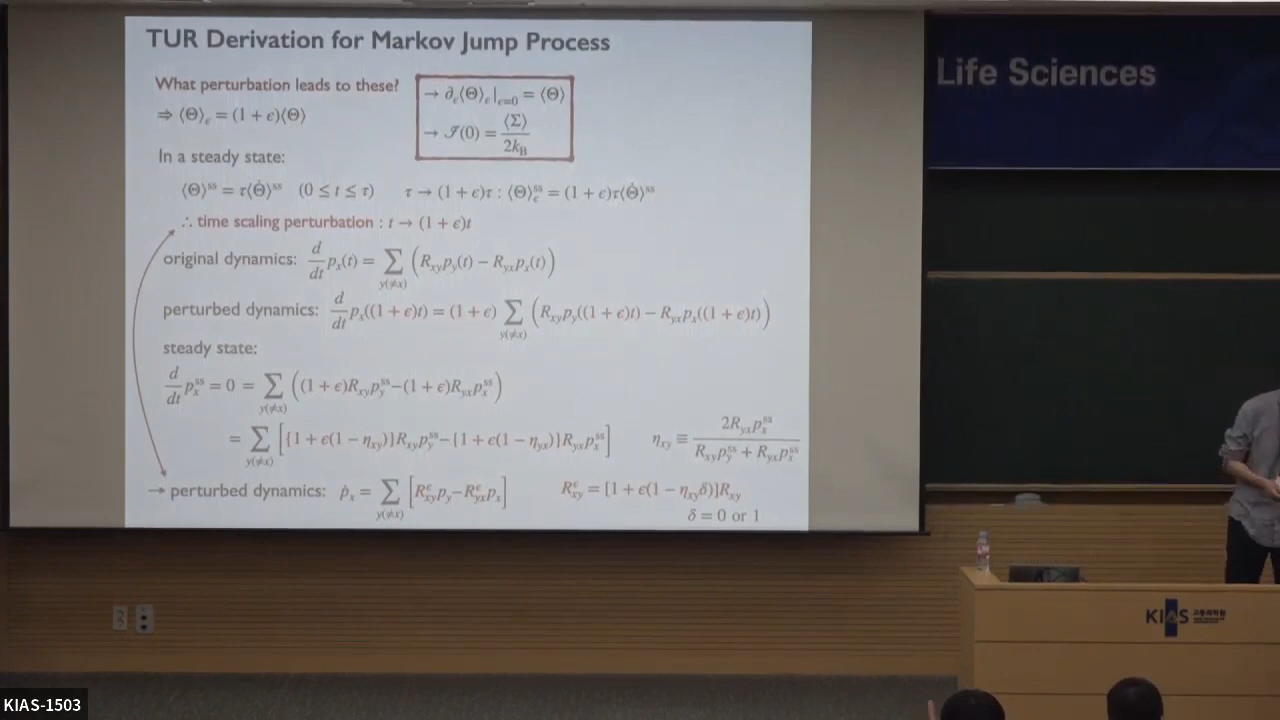 TUR Derivation for Markov Jump Process
What perturbation leads to these?
→ ∂_ϵ⟨Θ⟩_ϵ|_{ϵ=0} = ⟨Θ⟩
⇒ ⟨Θ⟩_ϵ = (1 + ϵ)⟨Θ⟩
→ 𝓘(0) = ⟨Σ⟩ / 2k_B
In a steady state:
⟨Θ⟩^ss = τ⟨Θ̇⟩^ss (0 ≤ t ≤ τ) τ → (1 + ϵ)τ : ⟨Θ⟩_ϵ^ss = (1 + ϵ)τ⟨Θ̇⟩^ss
∴ time scaling perturbation : t → (1 + ϵ)t
original dynamics: d/dt p_x(t) = ∑_{y(≠x)} (R_xy p_y(t) − R_yx p_x(t))
perturbed dynamics: d/dt p_x((1 + ϵ)t) = (1 + ϵ) ∑_{y(≠x)} (R_xy p_y((1 + ϵ)t) − R_yx p_x((1 + ϵ)t))
steady state:
d/dt p_x^ss = 0 = ∑_{y(≠x)} ((1 + ϵ)R_xy p_y^ss − (1 + ϵ)R_yx p_x^ss)
= ∑_{y(≠x)} [{1 + ϵ(1 − η_xy)}R_xy p_y^ss − {1 + ϵ(1 − η_yx)}R_yx p_x^ss] η_xy ≡ 2R_yx p_x^ss / (R_xy p_y^ss + R_yx p_x^ss)
→ perturbed dynamics: ṗ_x = ∑_{y(≠x)} [R_xy^ϵ p_y − R_yx^ϵ p_x] R_xy^ϵ = [1 + ϵ(1 − η_xy δ)]R_xy
δ = 0 or 1
Life Sciences
KIAS 고등과학원
KIAS-1503